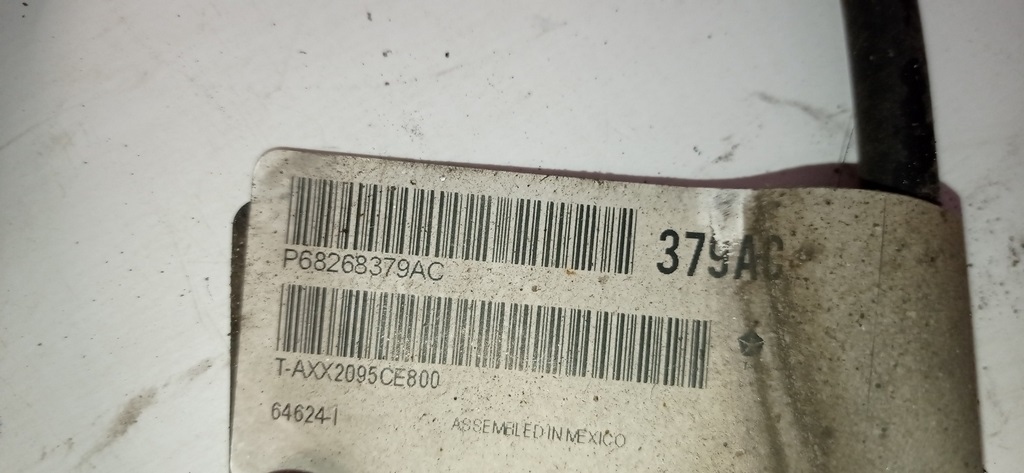 P68268379AC
379AC
T-AXX2095CE800
64624-I
ASSEMBLED IN MEXICO